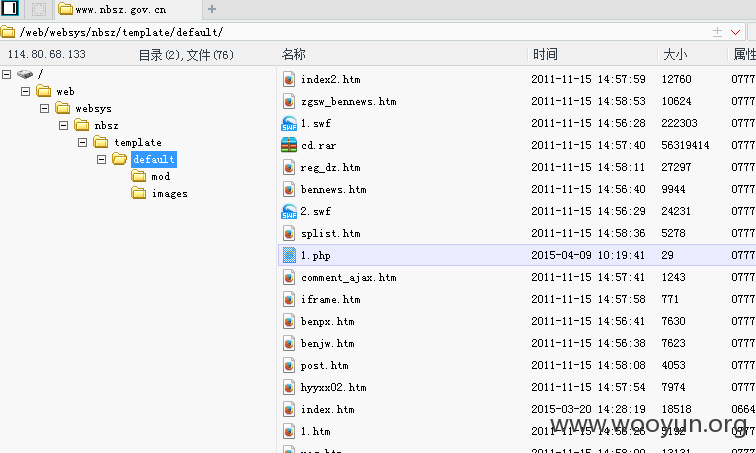 www.nbsz.gov.cn
/web/websys/nbsz/template/default/
114.80.68.133 目录(2),文件(76) 名称 时间 大小 属性
/
web
websys
nbsz
template
default
mod
images
index2.htm 2011-11-15 14:57:59 12760 0777
zgsw_bennews.htm 2011-11-15 14:58:53 10624 0777
1.swf 2011-11-15 14:56:28 222303 0777
cd.rar 2011-11-15 14:57:40 56319414 0777
reg_dz.htm 2011-11-15 14:58:11 27297 0777
bennews.htm 2011-11-15 14:56:40 9944 0777
2.swf 2011-11-15 14:56:29 24231 0777
splist.htm 2011-11-15 14:58:36 5278 0777
1.php 2015-04-09 10:19:41 29 0777
comment_ajax.htm 2011-11-15 14:57:41 1243 0777
iframe.htm 2011-11-15 14:57:58 771 0777
benpx.htm 2011-11-15 14:56:41 7630 0777
benjw.htm 2011-11-15 14:56:38 7623 0777
post.htm 2011-11-15 14:58:08 4053 0777
hyyxx02.htm 2011-11-15 14:57:54 7974 0777
index.htm 2015-03-20 14:28:19 18518 0664
1.htm 2011-11-15 14:56:26 5192 0777
www.wooyun.org